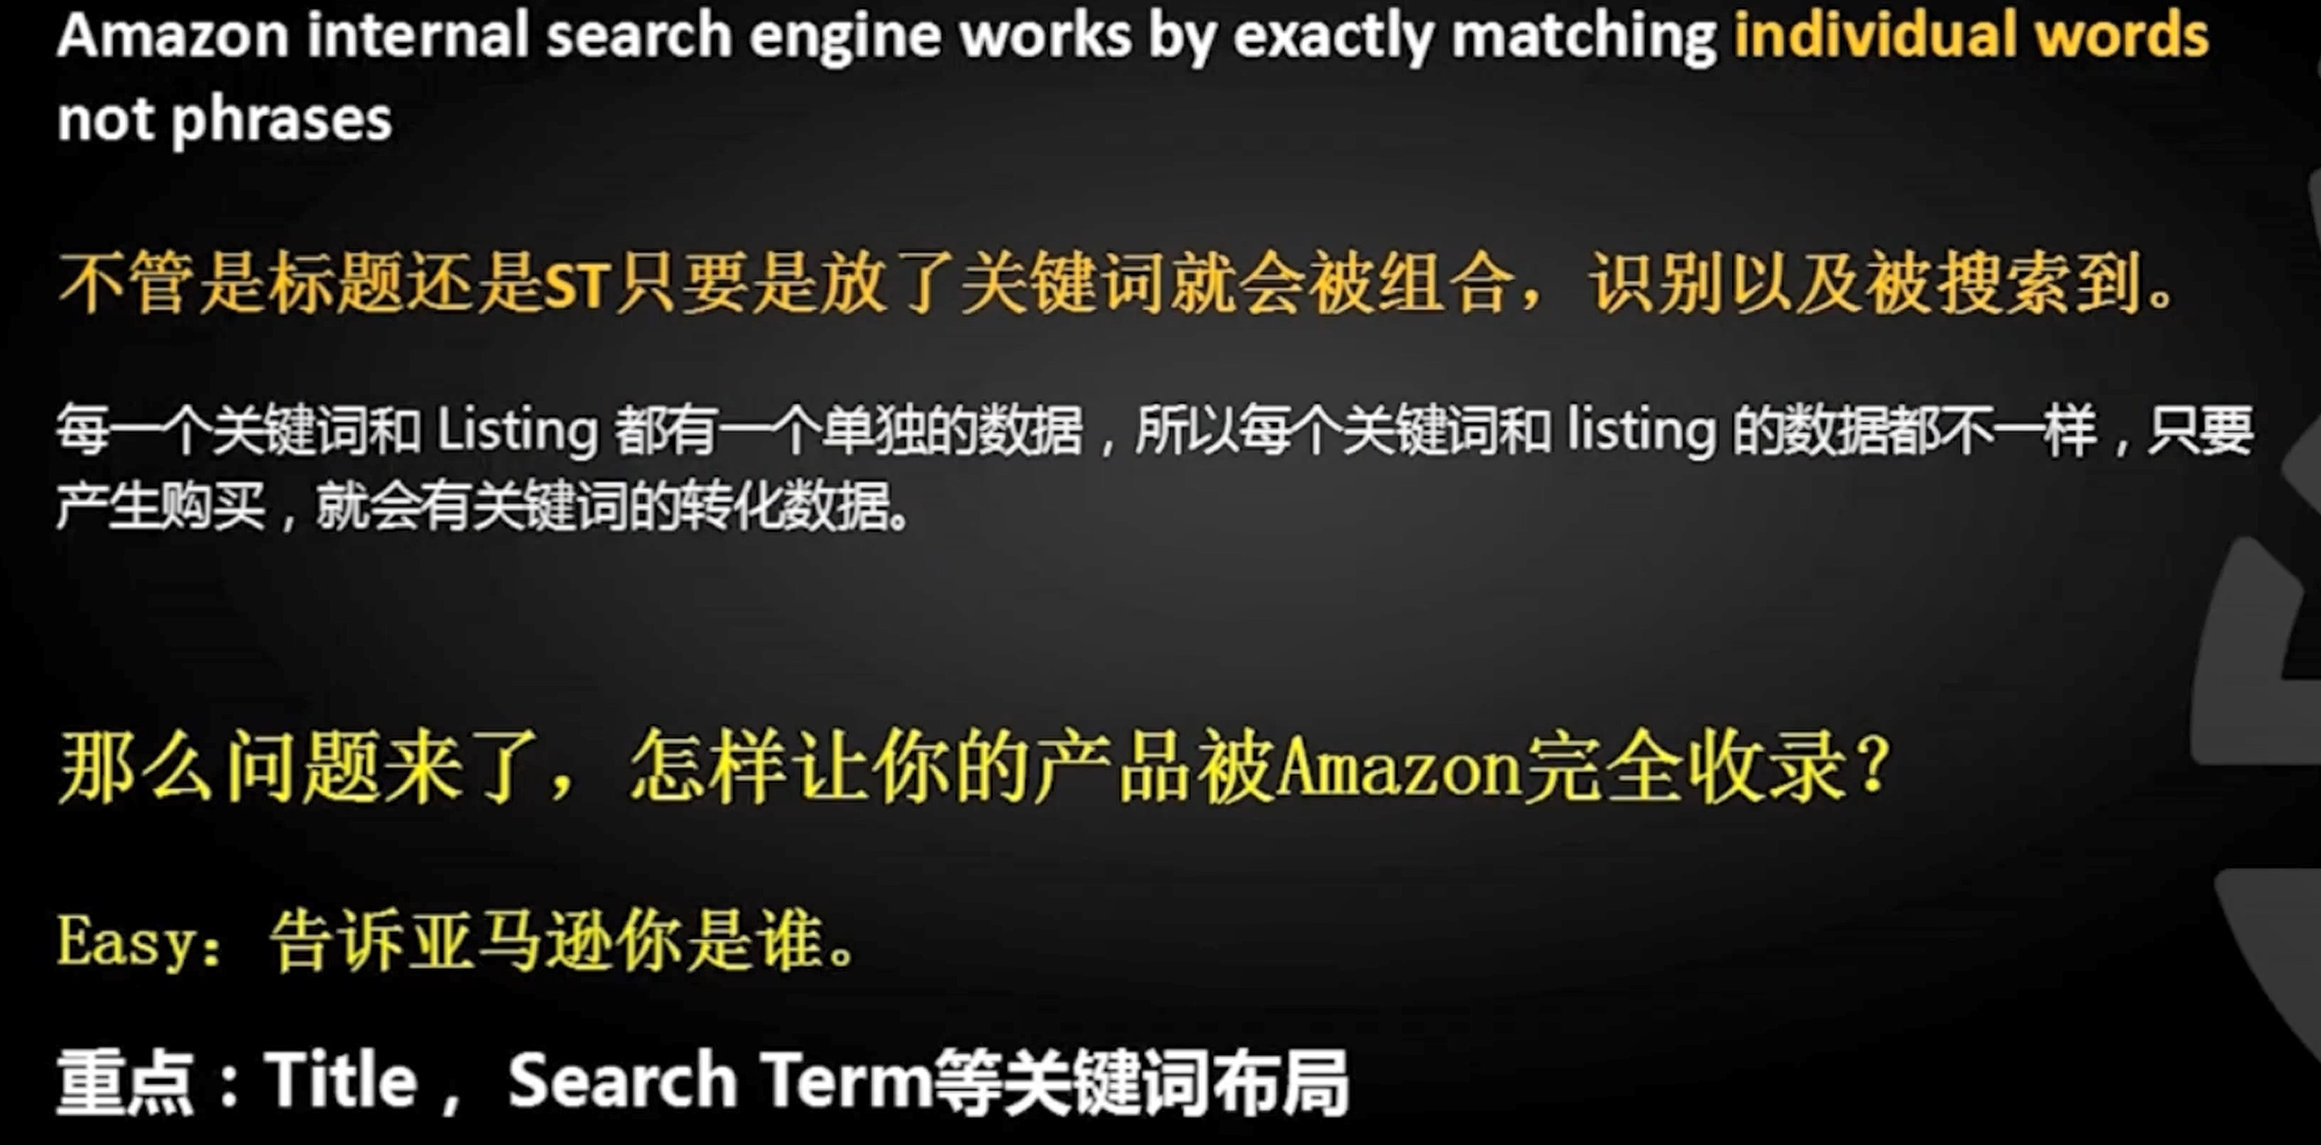 Amazon internal search engine works by exactly matching individual words
not phrases
不管是标题还是ST只要是放了关键词就会被组合，识别以及被搜索到。
每一个关键词和 Listing 都有一个单独的数据，所以每个关键词和 listing 的数据都不一样，只要
产生购买，就会有关键词的转化数据。
那么问题来了，怎样让你的产品被Amazon完全收录？
Easy：告诉亚马逊你是谁。
重点：Title， Search Term等关键词布局